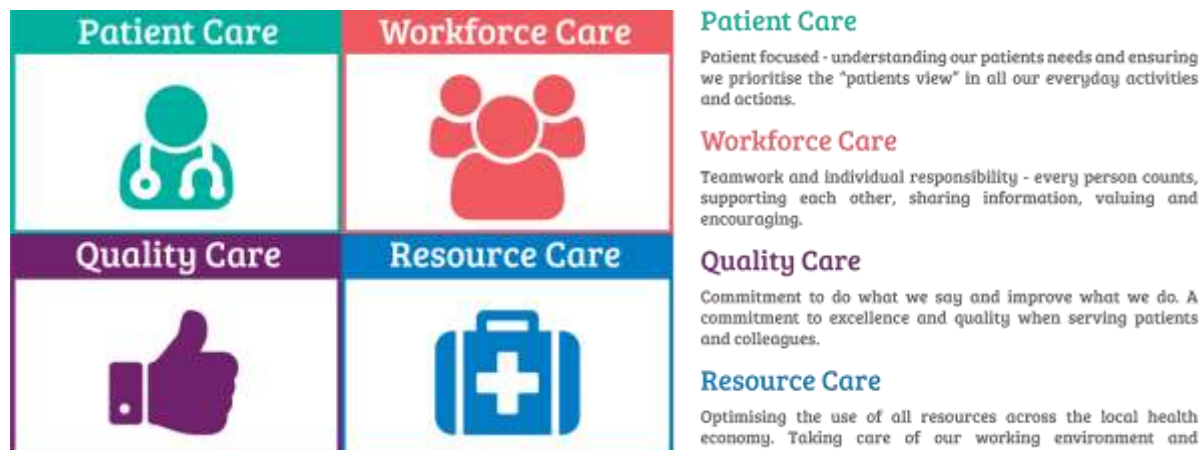 Patient Care
Workforce Care
Quality Care
Resource Care
Patient Care
Patient focused - understanding our patients needs and ensuring
we prioritise the "patients view" in all our everyday activities
and actions.
Workforce Care
Teamwork and individual responsibility - every person counts,
supporting each other, sharing information, valuing and
encouraging.
Quality Care
Commitment to do what we say and improve what we do. A
commitment to excellence and quality when serving patients
and colleagues.
Resource Care
Optimising the use of all resources across the local health
economy. Taking care of our working environment and